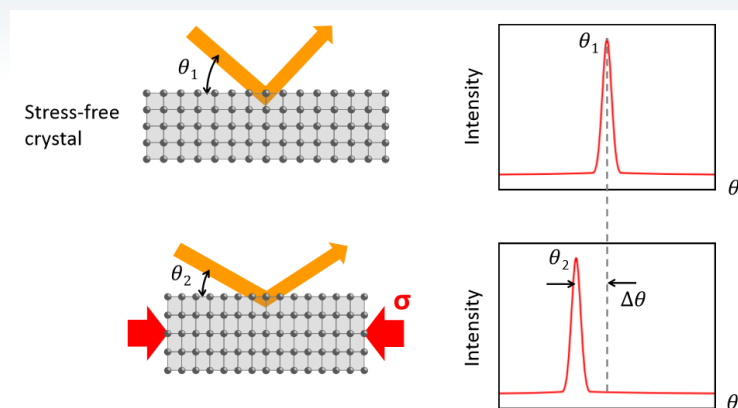 θ₁
Stress-free
crystal
Intensity
θ₁
θ
θ₂
σ
Intensity
θ₂
Δθ
θ